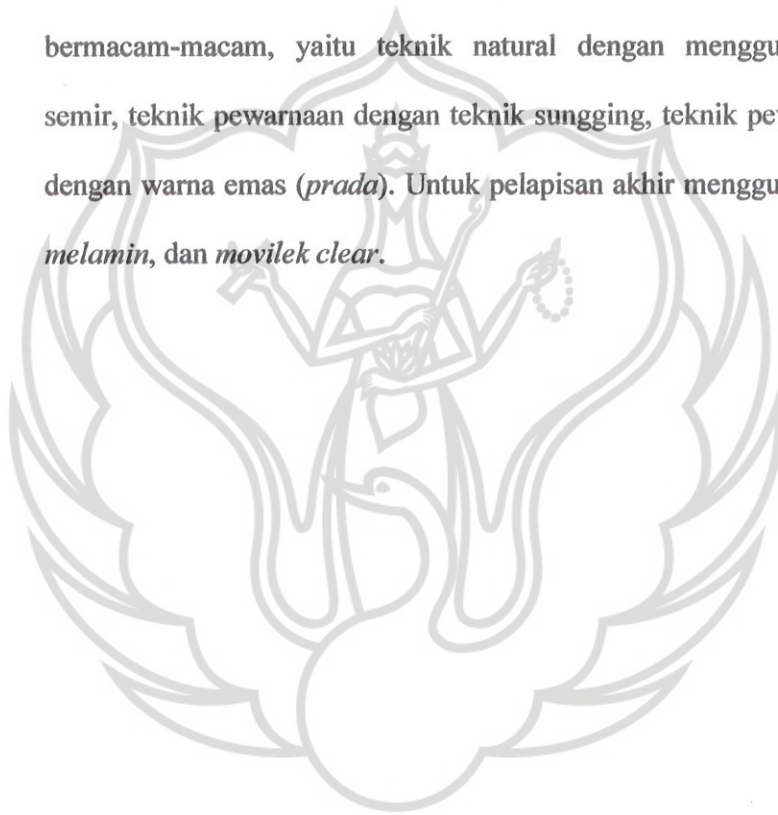 bermacam-macam, yaitu teknik natural dengan menggu
semir, teknik pewarnaan dengan teknik sungging, teknik pe
dengan warna emas (prada). Untuk pelapisan akhir menggu
melamin, dan movilek clear.